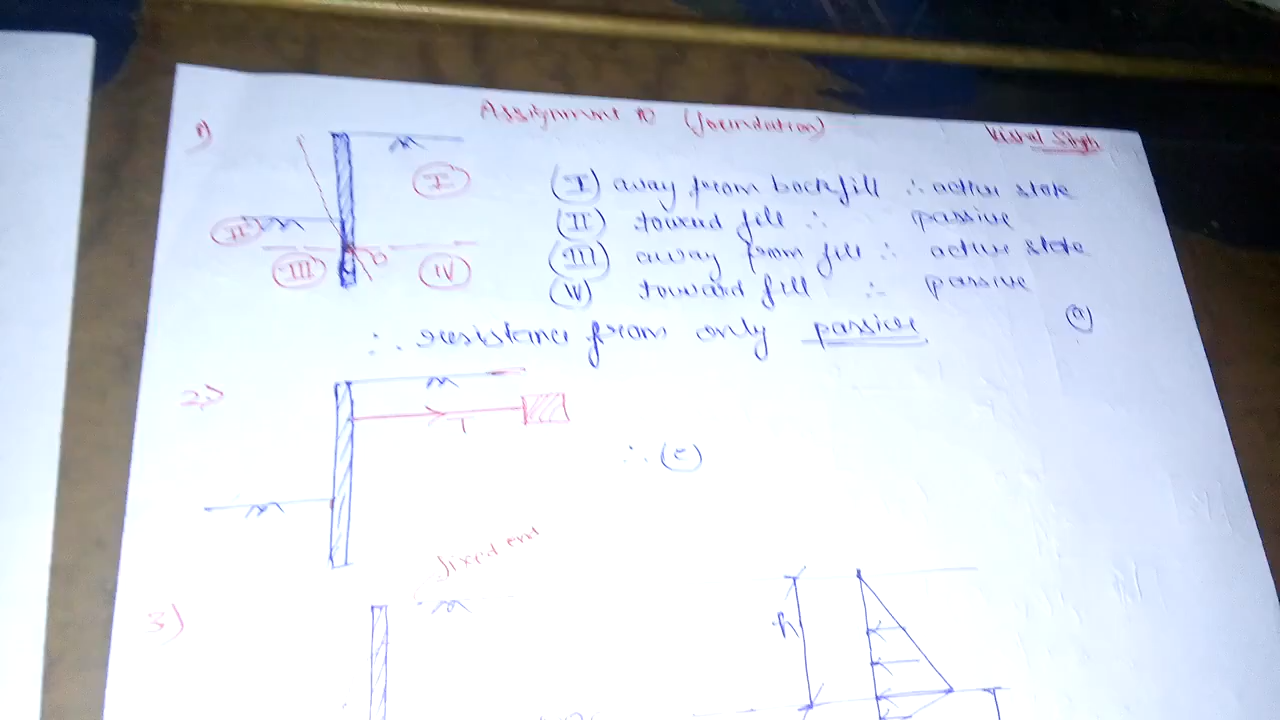 Assignment 10 (foundation)
Vishal Singh
1)
I
II
III
IV
O
(I) away from backfill ∴ active state
(II) toward fill ∴ passive
(III) away from fill ∴ active state
(IV) toward fill ∴ passive
(a)
∴ resistance from only passive
2)
T
∴ (c)
fixed end
3)
h